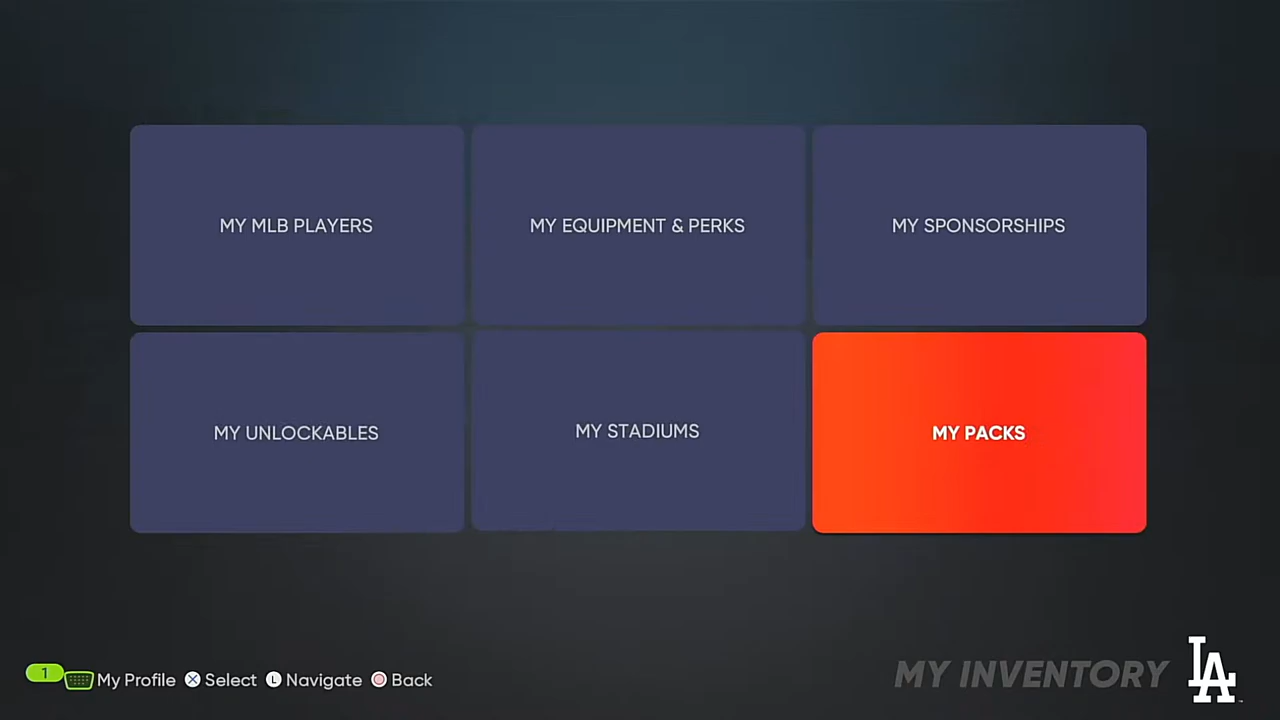 MY MLB PLAYERS
MY EQUIPMENT & PERKS
MY SPONSORSHIPS
MY UNLOCKABLES
MY STADIUMS
MY PACKS
1 My Profile Select L Navigate Back
MY INVENTORY LA